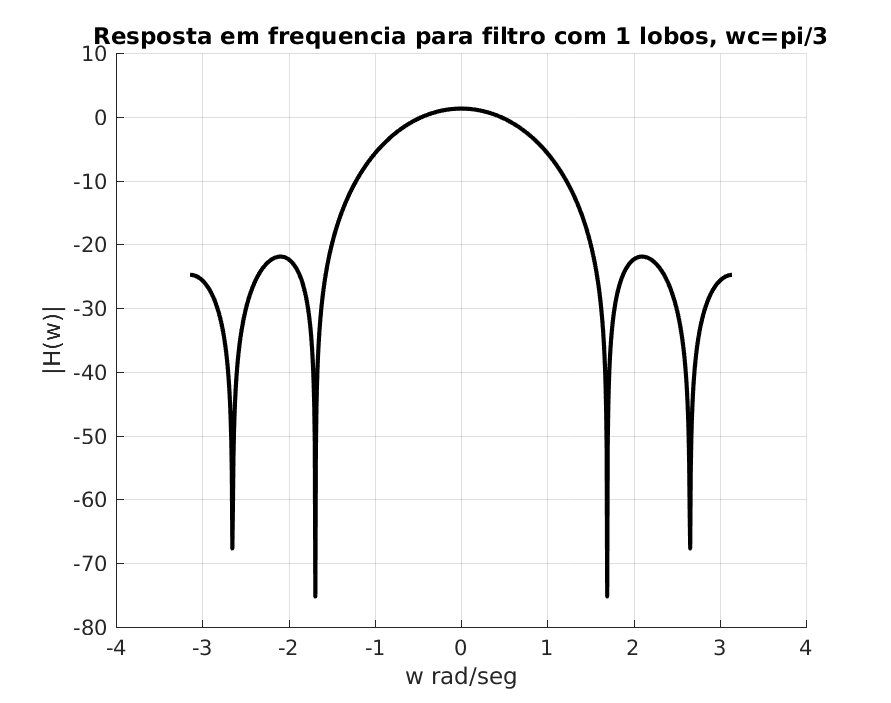 Resposta em frequencia para filtro com 1 lobos, wc=pi/3
10
0
-10
-20
-30
-40
-50
-60
-70
-80
|H(w)|
-4 -3 -2 -1 0 1 2 3 4
w rad/seg